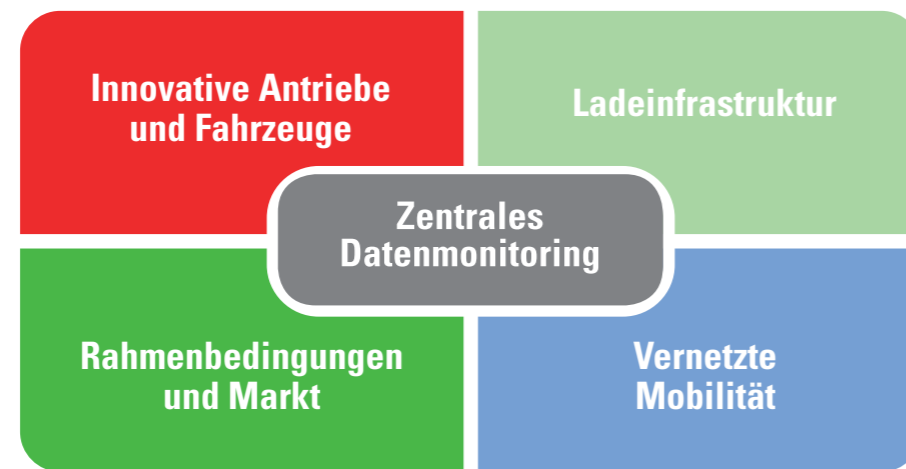 Innovative Antriebe
und Fahrzeuge
Ladeinfrastruktur
Zentrales
Datenmonitoring
Rahmenbedingungen
und Markt
Vernetzte
Mobilität